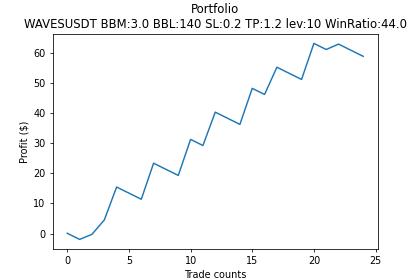 Portfolio
WAVESUSDT BBM:3.0 BBL:140 SL:0.2 TP:1.2 lev:10 WinRatio:44.0
60
50
40
30
20
10
0
Profit ($)
0 5 10 15 20 25
Trade counts